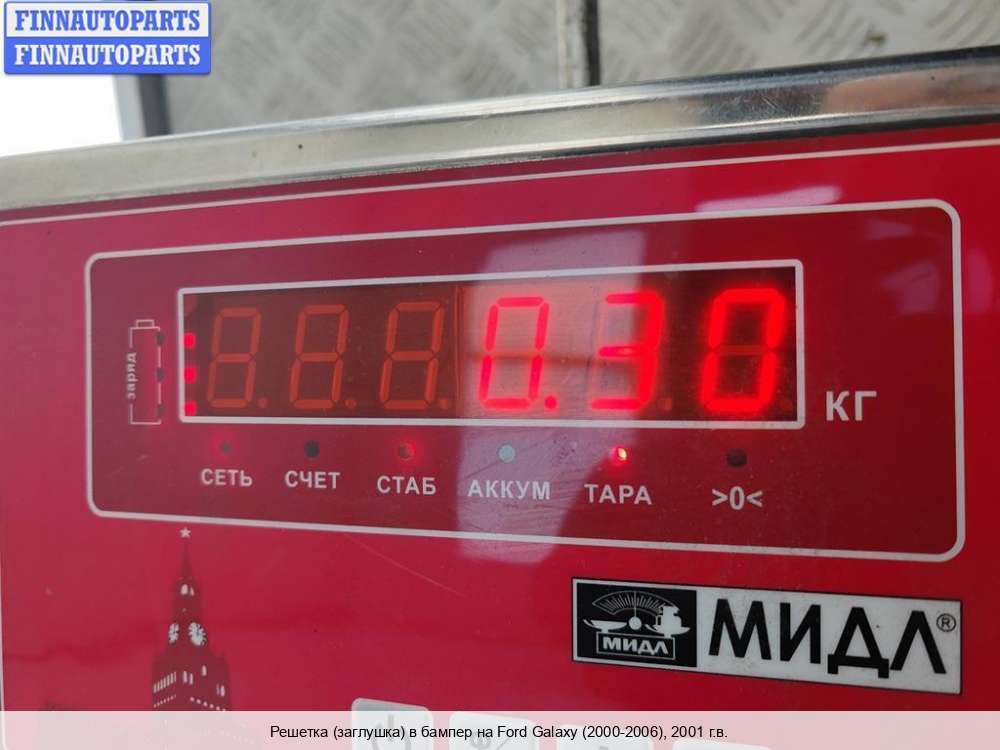 FINNAUTOPARTS
FINNAUTOPARTS
заряд
0.30
КГ
СЕТЬ СЧЕТ СТАБ АККУМ ТАРА >0<
МИДЛ МИДЛ®
Решетка (заглушка) в бампер на Ford Galaxy (2000-2006), 2001 г.в.